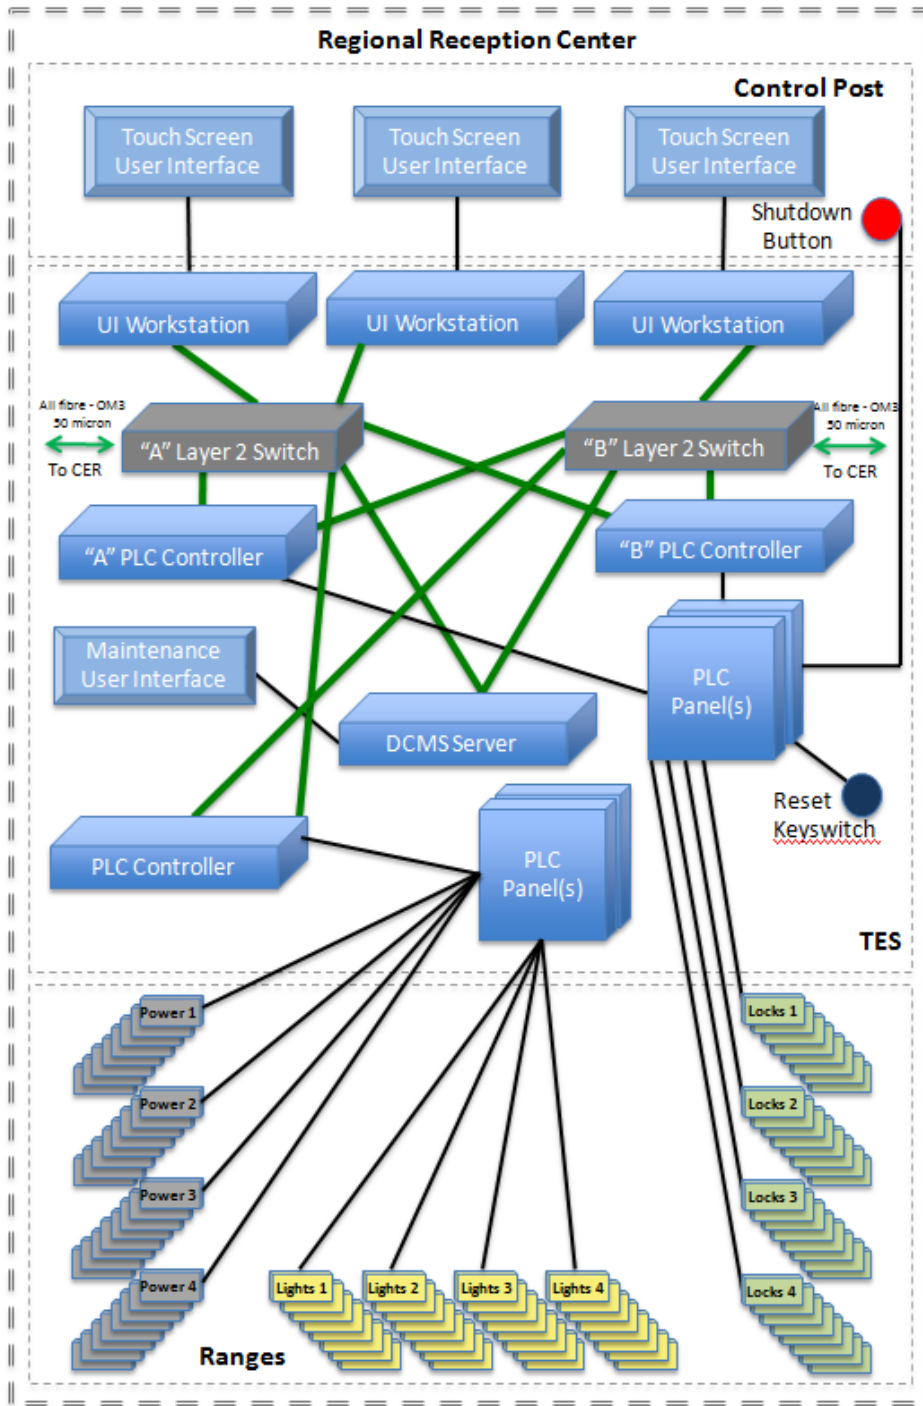 Regional Reception Center
Control Post
Touch Screen
User Interface
Touch Screen
User Interface
Touch Screen
User Interface
Shutdown
Button
UI Workstation
UI Workstation
UI Workstation
All fibre - OM3
50 micron
To CER
"A" Layer 2 Switch
"B" Layer 2 Switch
All fibre - OM3
50 micron
To CER
"A" PLC Controller
"B" PLC Controller
Maintenance
User Interface
PLC
Panel(s)
DCMS Server
Reset
Keyswitch
PLC Controller
PLC
Panel(s)
TES
Power 1
Power 2
Power 3
Power 4
Lights 1
Lights 2
Lights 3
Lights 4
Locks 1
Locks 2
Locks 3
Locks 4
Ranges